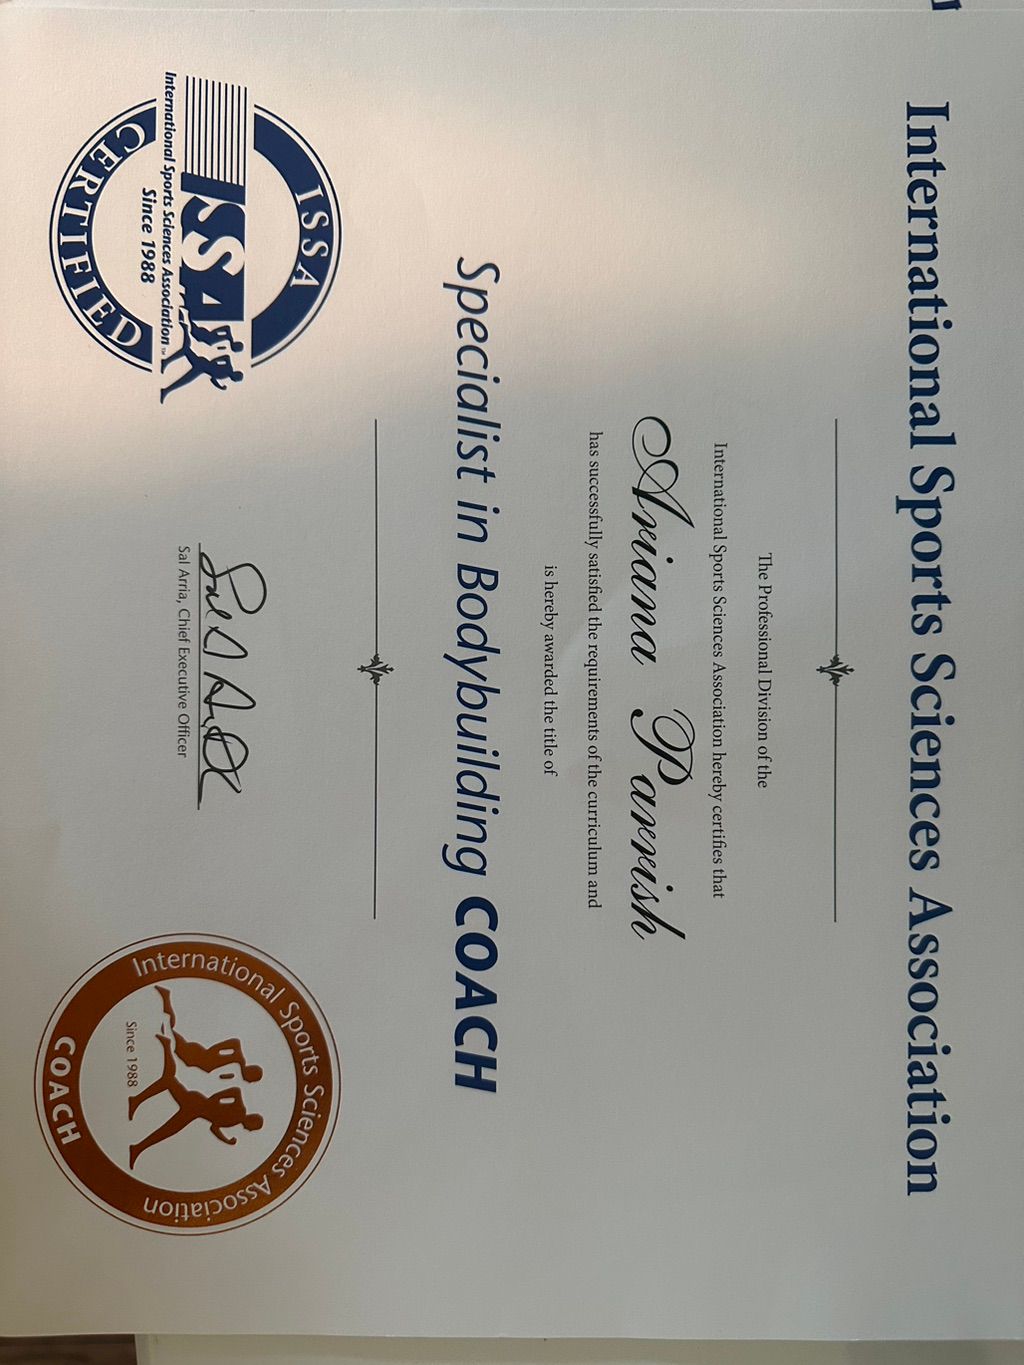 International Sports Sciences Association
The Professional Division of the
International Sports Sciences Association hereby certifies that
Ariana Parrish
has successfully satisfied the requirements of the curriculum and
is hereby awarded the title of
Specialist in Bodybuilding COACH
ISSA
ISSA
International Sports Sciences Association™
Since 1988
CERTIFIED
Sal Arria, Chief Executive Officer
International Sports Sciences Association
Since 1988
COACH